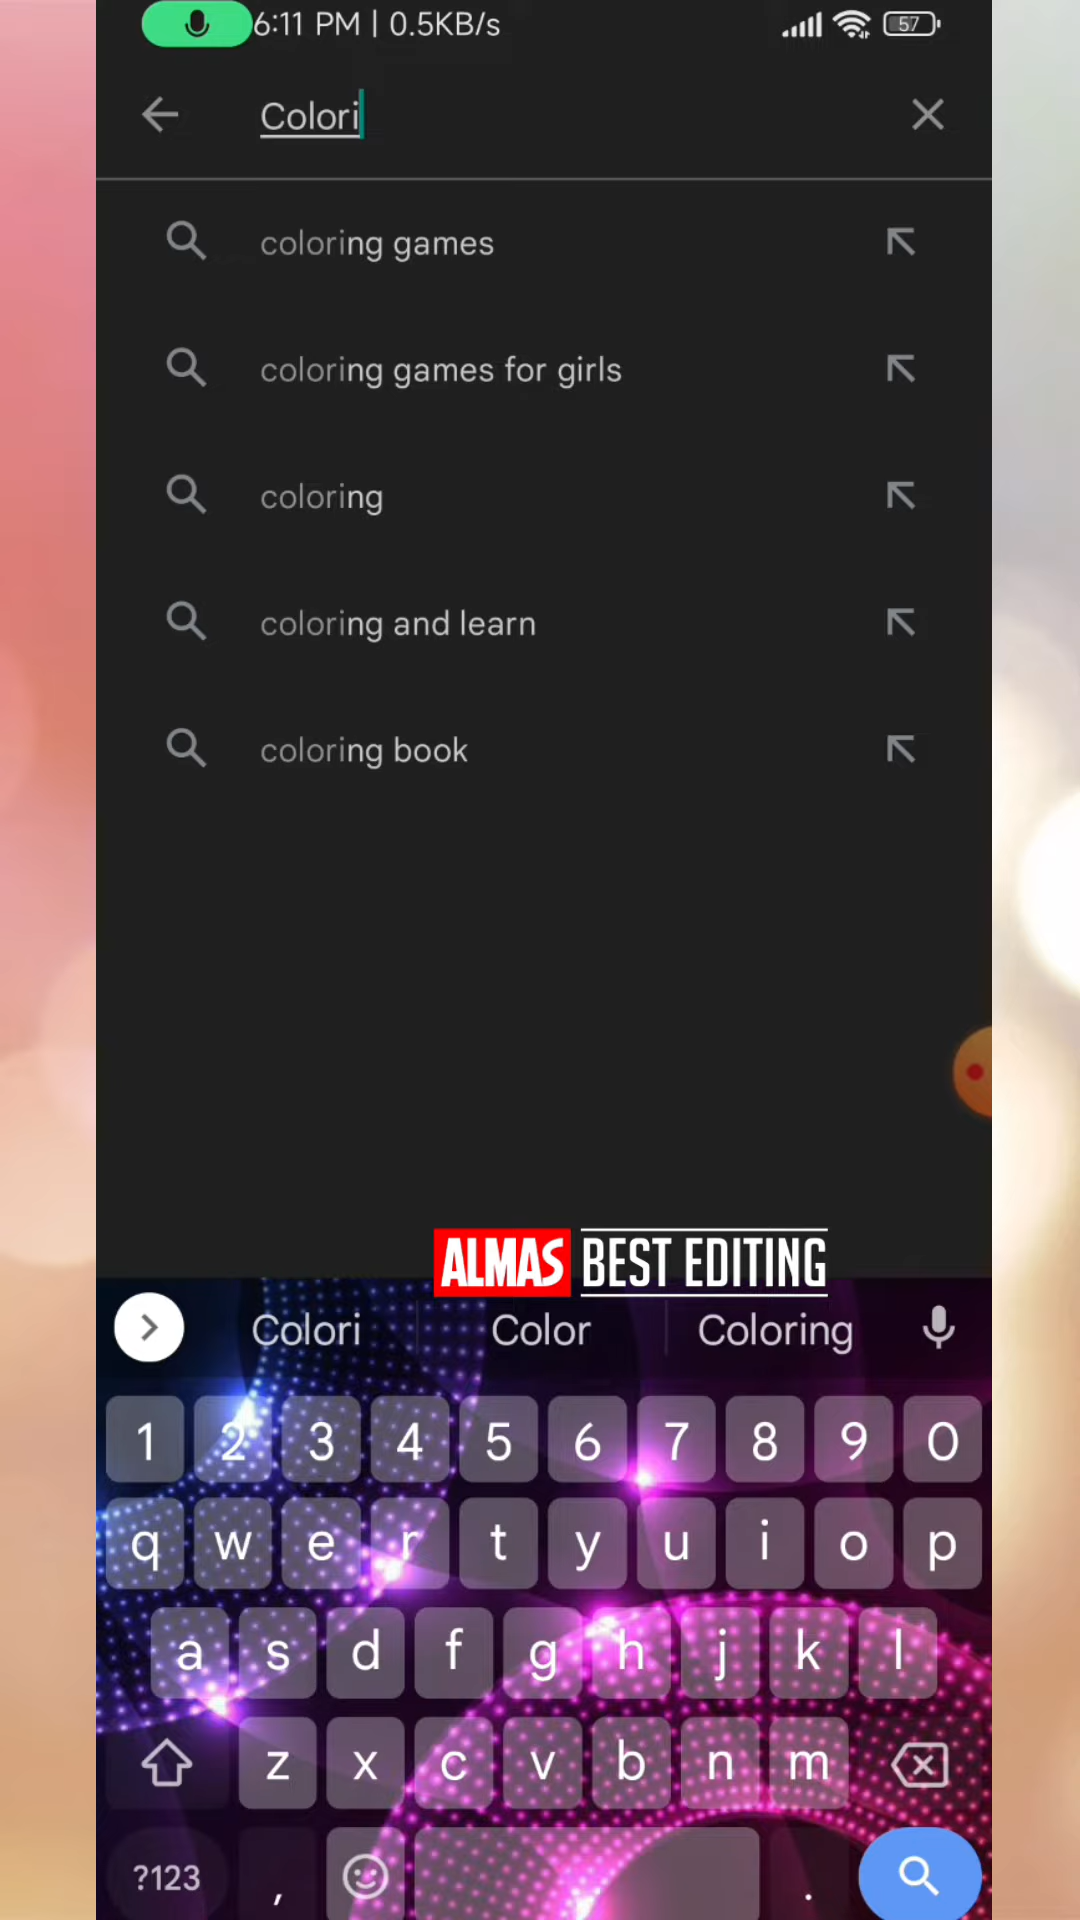 6:11 PM | 0.5KB/s 57
Colori
coloring games
coloring games for girls
coloring
coloring and learn
coloring book
ALMAS BEST EDITING
Colori Color Coloring
1 2 3 4 5 6 7 8 9 0
q w e r t y u i o p
a s d f g h j k l
z x c v b n m
?123 , .